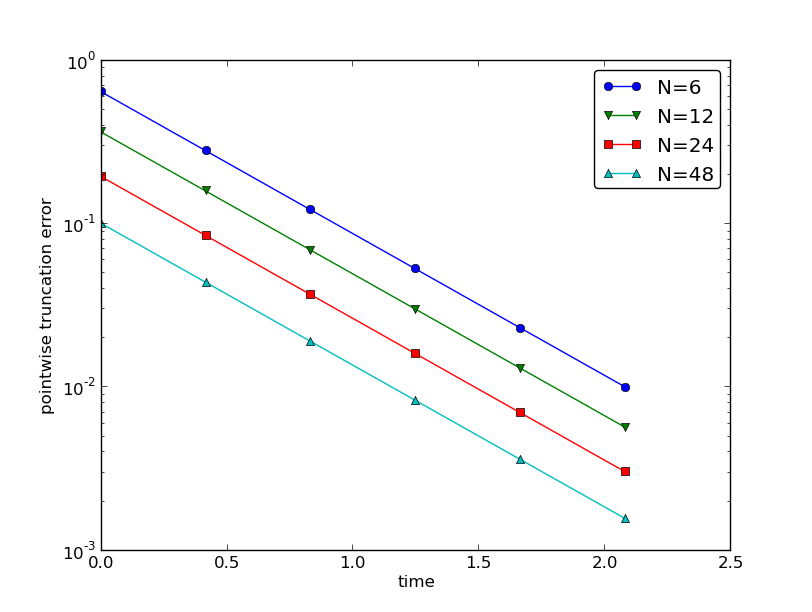 10^0
10^-1
10^-2
10^-3
pointwise truncation error
N=6
N=12
N=24
N=48
0.0 0.5 1.0 1.5 2.0 2.5
time